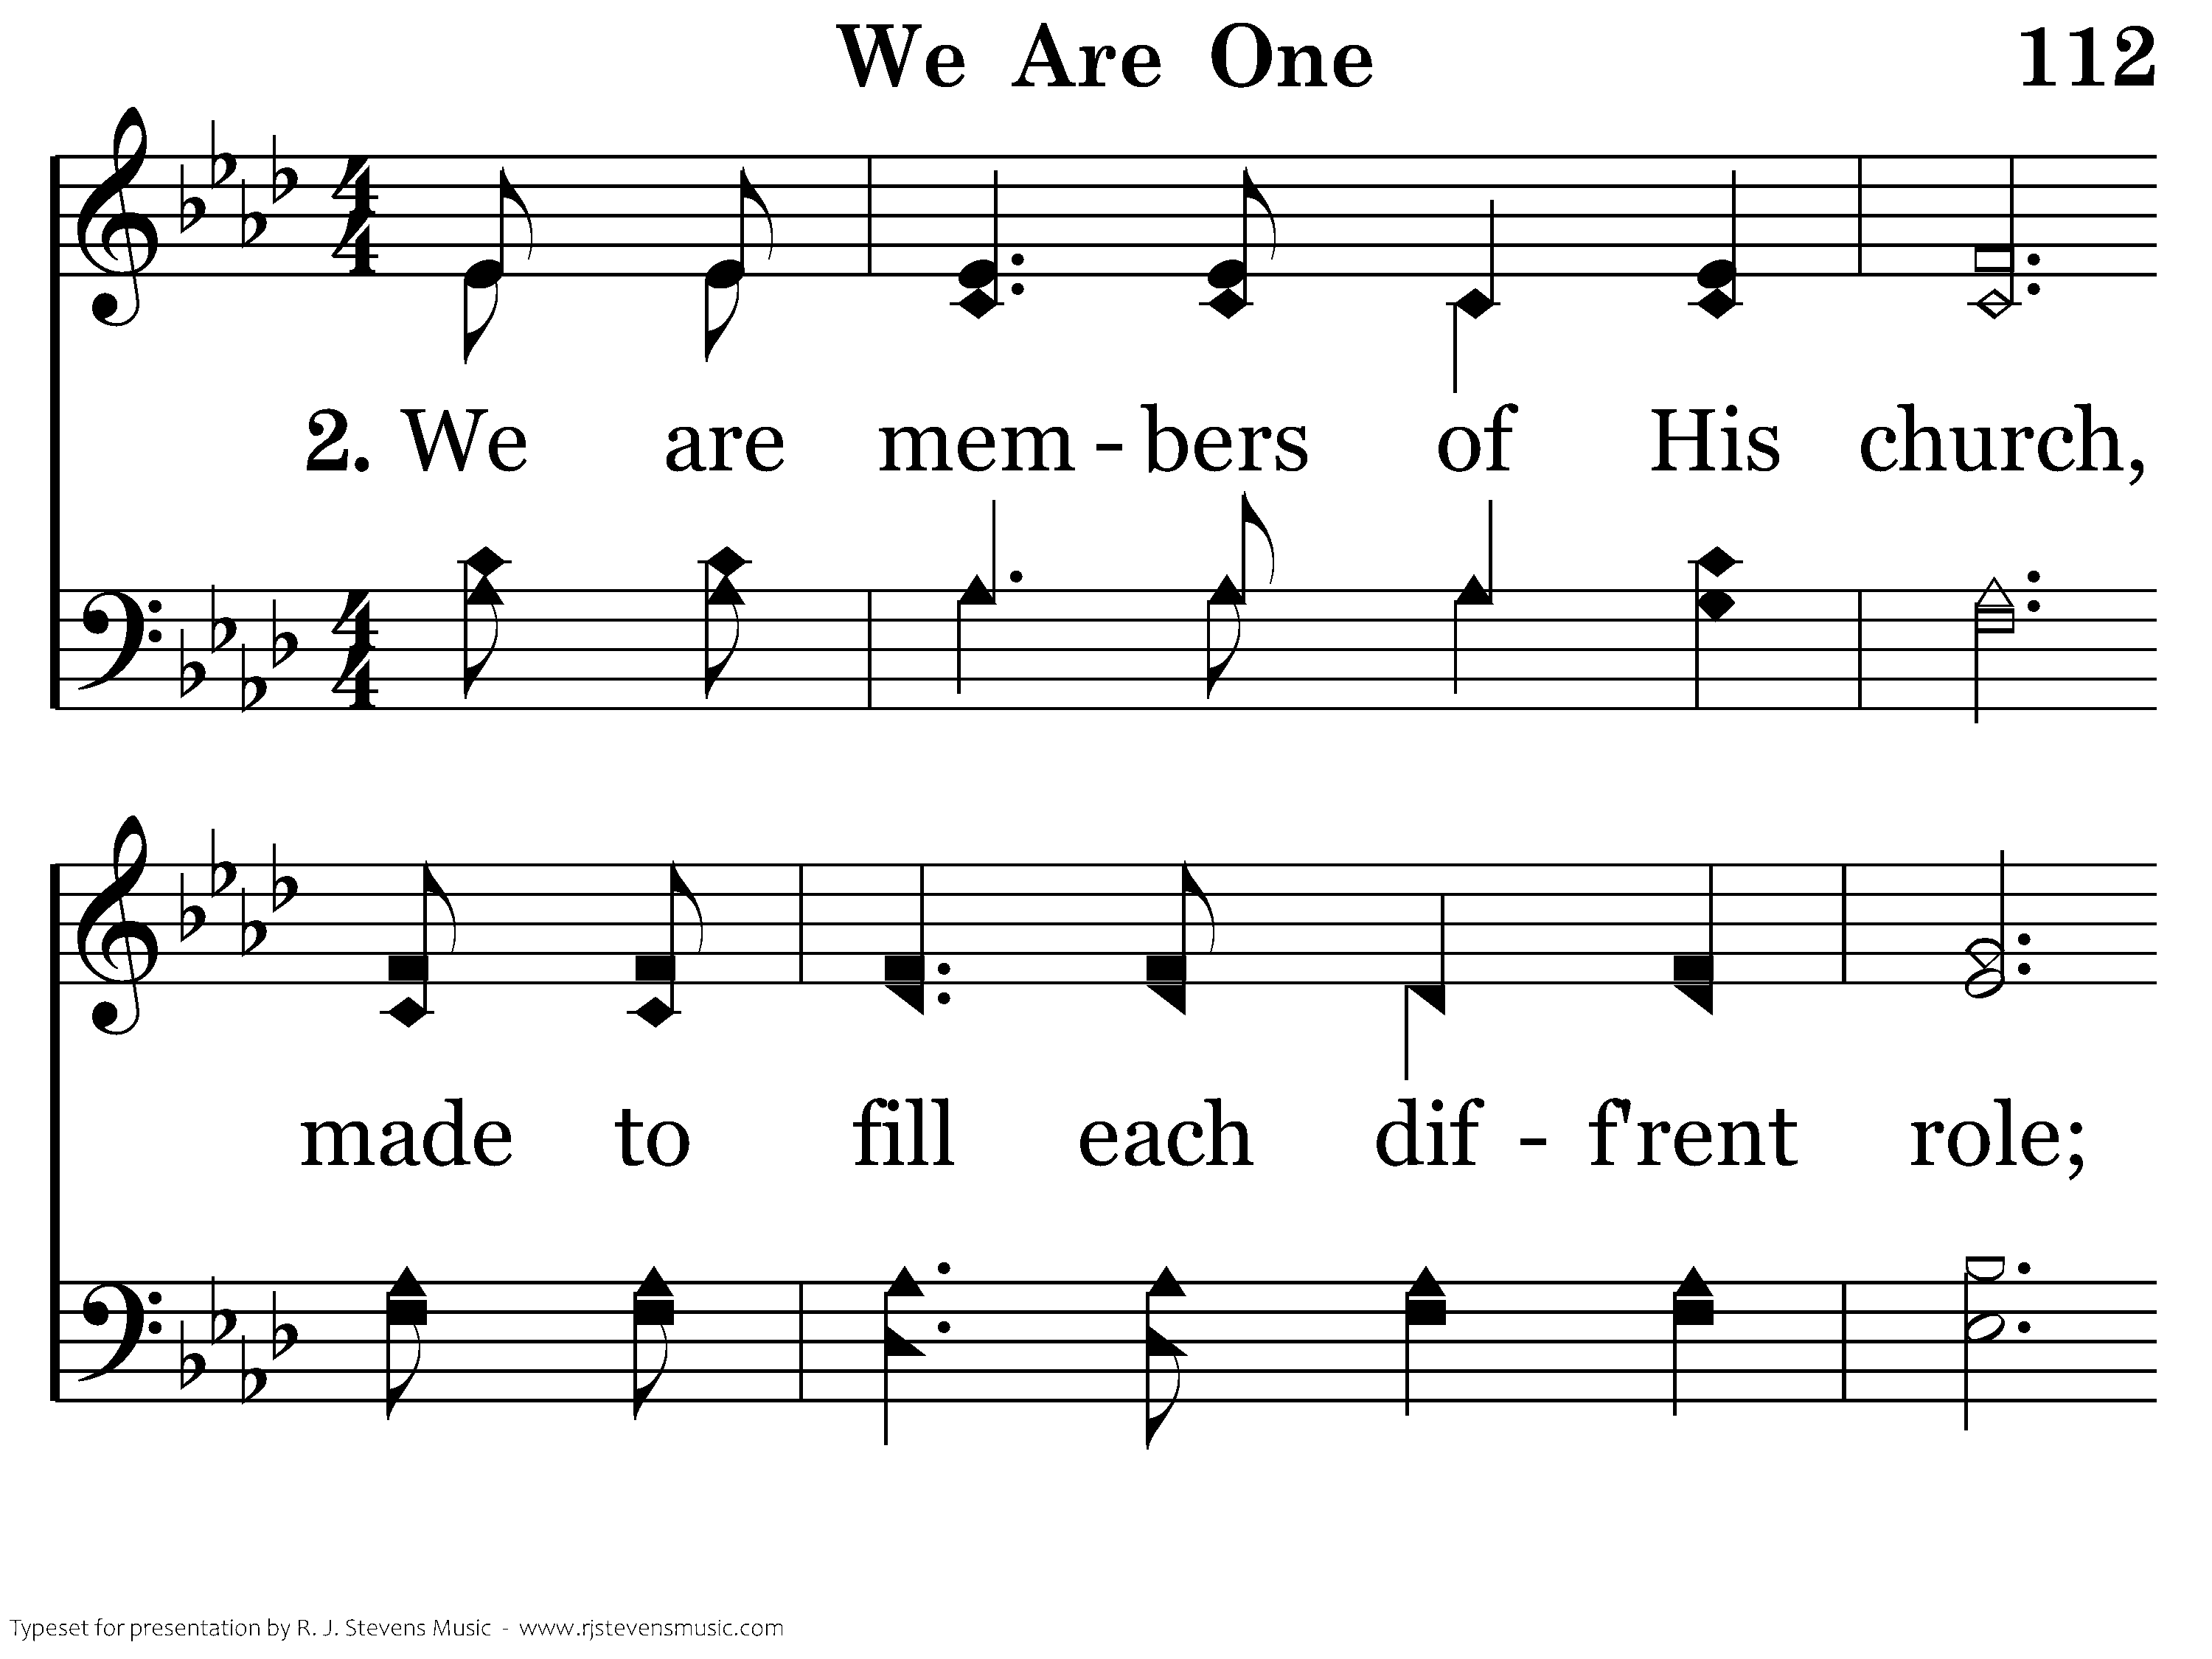 We Are One 112
2. We are mem - bers of His church,
made to fill each dif - f'rent role;
Typeset for presentation by R. J. Stevens Music - www.rjstevensmusic.com